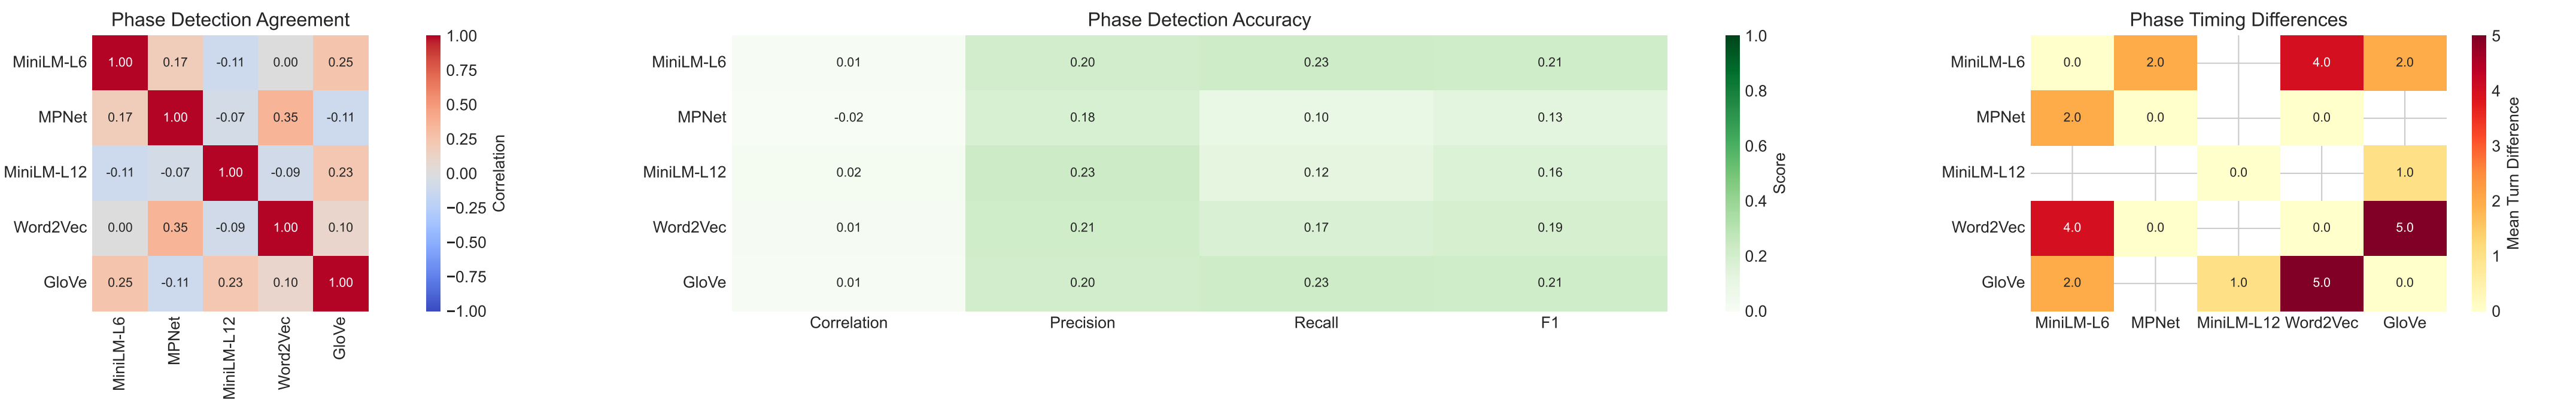 Phase Detection Agreement
MiniLM-L6 1.00 0.17 -0.11 0.00 0.25
MPNet 0.17 1.00 -0.07 0.35 -0.11
MiniLM-L12 -0.11 -0.07 1.00 -0.09 0.23
Word2Vec 0.00 0.35 -0.09 1.00 0.10
GloVe 0.25 -0.11 0.23 0.10 1.00
MiniLM-L6 MPNet MiniLM-L12 Word2Vec GloVe
1.00
0.75
0.50
0.25
0.00
−0.25
−0.50
−0.75
−1.00
Correlation
Phase Detection Accuracy
MiniLM-L6 0.01 0.20 0.23 0.21
MPNet -0.02 0.18 0.10 0.13
MiniLM-L12 0.02 0.23 0.12 0.16
Word2Vec 0.01 0.21 0.17 0.19
GloVe 0.01 0.20 0.23 0.21
Correlation Precision Recall F1
1.0
0.8
0.6
0.4
0.2
0.0
Score
Phase Timing Differences
MiniLM-L6 0.0 2.0 4.0 2.0
MPNet 2.0 0.0 0.0
MiniLM-L12 0.0 1.0
Word2Vec 4.0 0.0 0.0 5.0
GloVe 2.0 1.0 5.0 0.0
MiniLM-L6 MPNet MiniLM-L12 Word2Vec GloVe
5
4
3
2
1
0
Mean Turn Difference